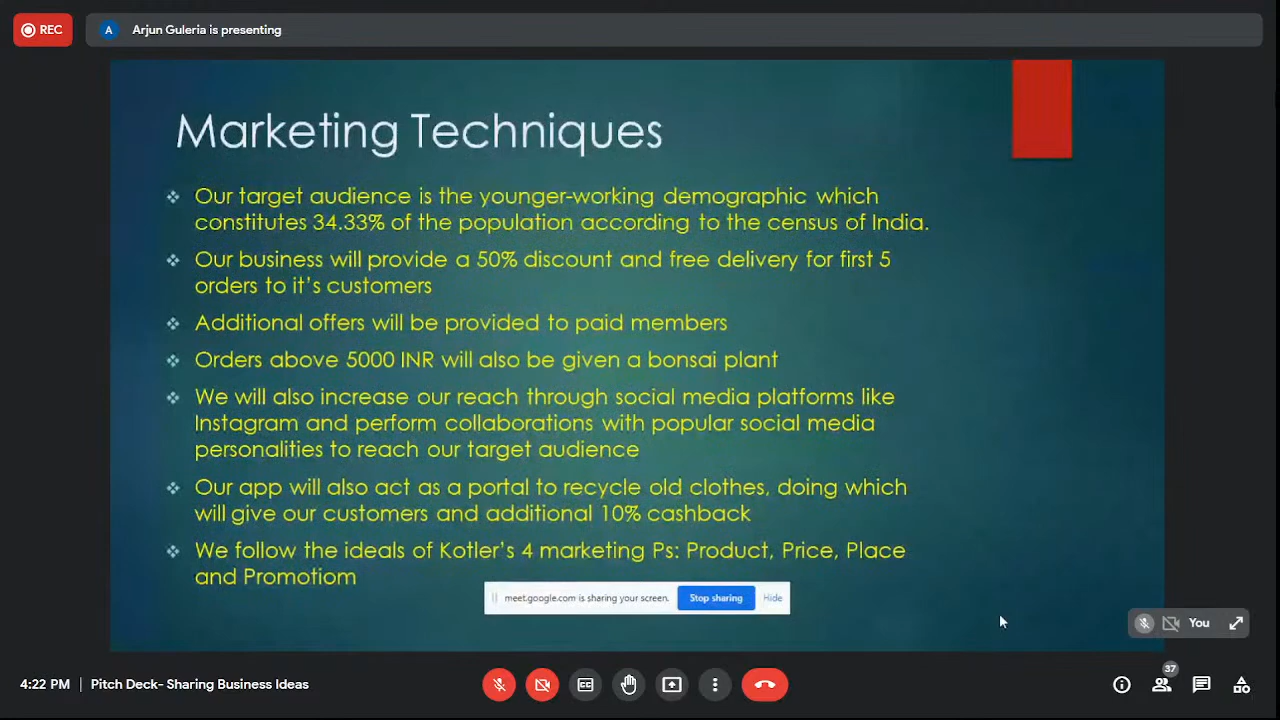 REC
A
Arjun Guleria is presenting
Marketing Techniques
Our target audience is the younger-working demographic which
constitutes 34.33% of the population according to the census of India.
Our business will provide a 50% discount and free delivery for first 5
orders to it's customers
Additional offers will be provided to paid members
Orders above 5000 INR will also be given a bonsai plant
We will also increase our reach through social media platforms like
Instagram and perform collaborations with popular social media
personalities to reach our target audience
Our app will also act as a portal to recycle old clothes, doing which
will give our customers and additional 10% cashback
We follow the ideals of Kotler's 4 marketing Ps: Product, Price, Place
and Promotiom
meet.google.com is sharing your screen. Stop sharing Hide
You
4:22 PM | Pitch Deck- Sharing Business Ideas
37